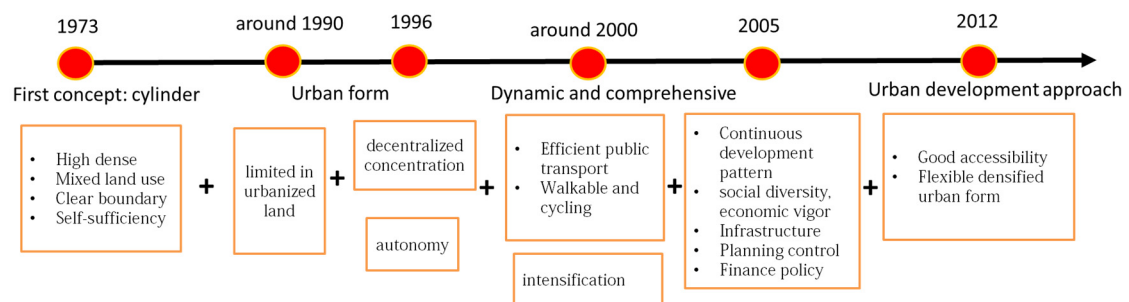 1973
around 1990
1996
around 2000
2005
2012
First concept: cylinder
Urban form
Dynamic and comprehensive
Urban development approach
• High dense
• Mixed land use
• Clear boundary
• Self-sufficiency
+
limited in
urbanized
land
+
decentralized
concentration
autonomy
+
• Efficient public
transport
• Walkable and
cycling
intensification
+
• Continuous
development
pattern
• social diversity,
economic vigor
• Infrastructure
• Planning control
• Finance policy
+
• Good accessibility
• Flexible densified
urban form